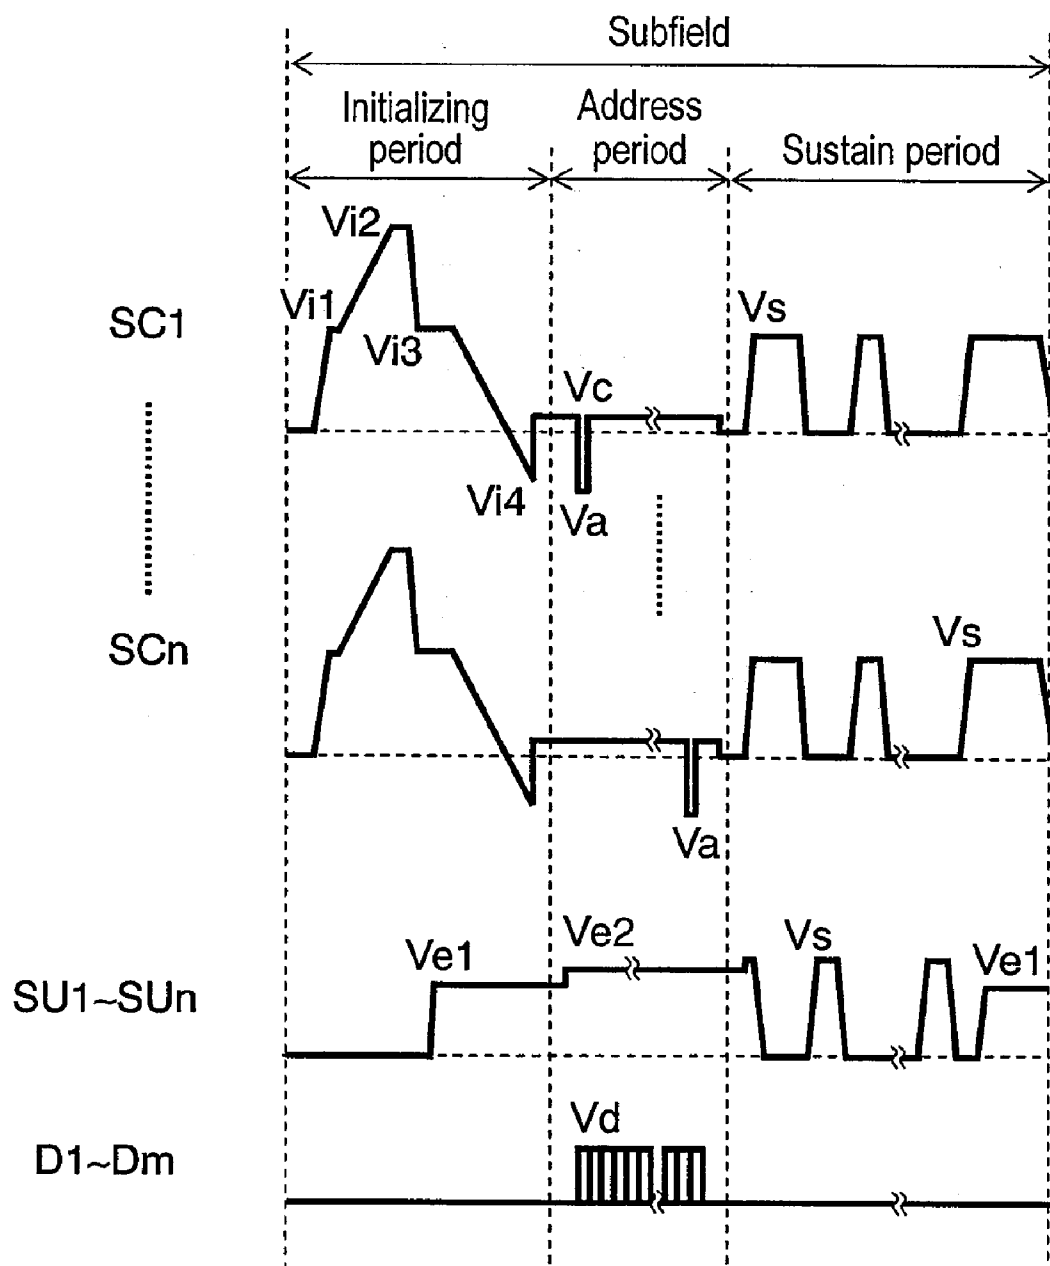 Subfield
Initializing
period
Address
period
Sustain period
SC1
Vi1
Vi2
Vi3
Vi4
Vc
Va
Vs
SCn
Va
Vs
SU1~SUn
Ve1
Ve2
Vs
Ve1
D1~Dm
Vd